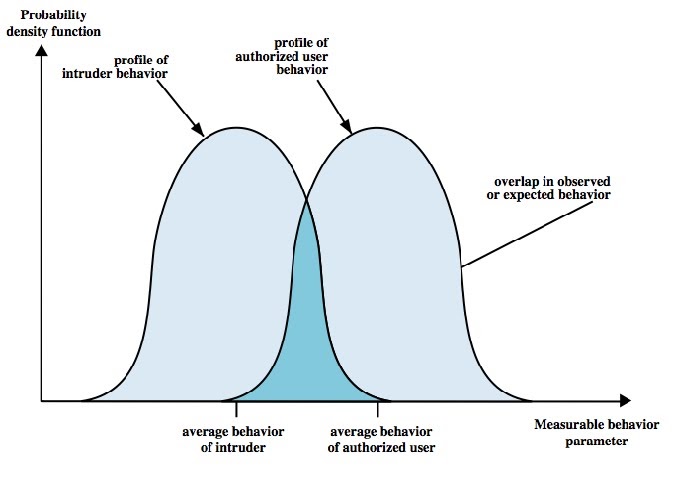 Probability
density function
profile of
intruder behavior
profile of
authorized user
behavior
overlap in observed
or expected behavior
average behavior
of intruder
average behavior
of authorized user
Measurable behavior
parameter